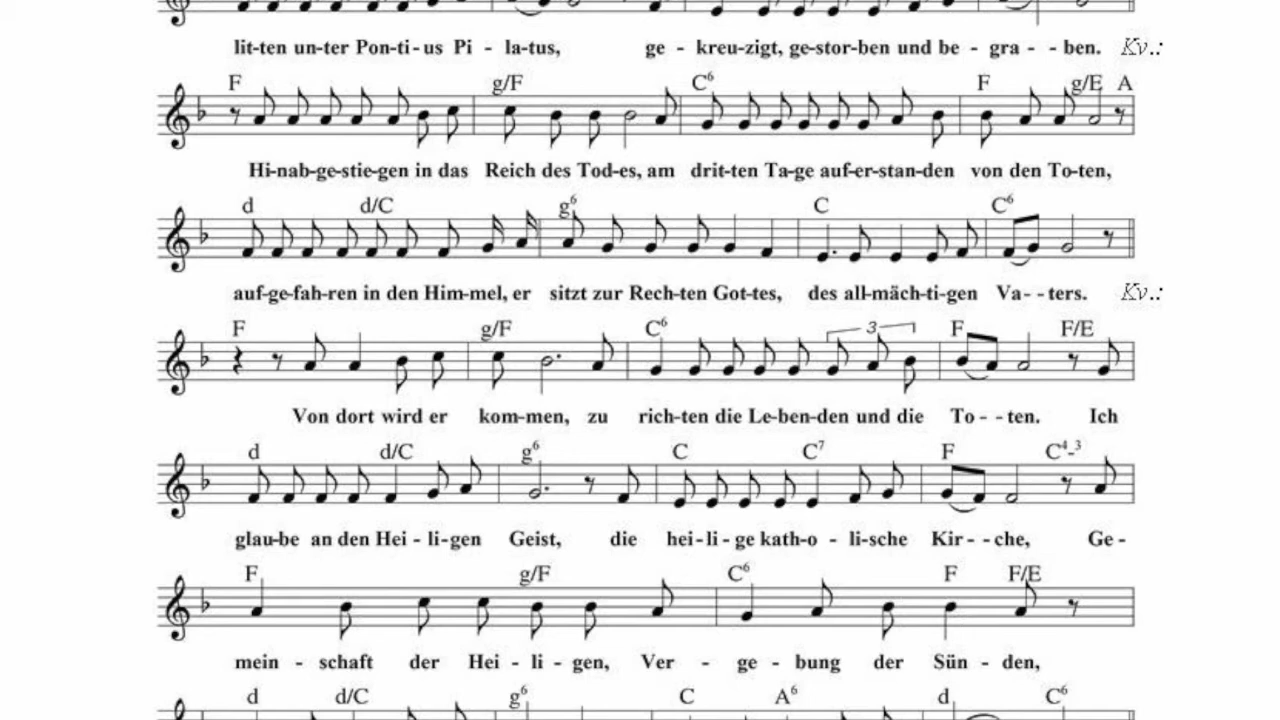 lit-ten un-ter Pon-ti-us Pi - la-tus, ge - kreu-zigt, ge-stor-ben und be - gra - - ben. Kv.:
F g/F C6 F g/E A
Hi-nab-ge-stie-gen in das Reich des Tod-es, am drit-ten Ta-ge auf-er-stan-den von den To-ten,
d d/C g6 C C6
auf-ge-fah-ren in den Him-mel, er sitzt zur Rech-ten Got-tes, des all-mäch-ti-gen Va- - ters. Kv.:
F g/F C6 3 F F/E
Von dort wird er kom-men, zu rich-ten die Le-ben-den und die To - - ten. Ich
d d/C g6 C C7 F C4-3
glau-be an den Hei - li-gen Geist, die hei-li-ge kath-o - li-sche Kir- - che, Ge -
F g/F C6 F F/E
mein - schaft der Hei - li - gen, Ver - ge - bung der Sün - den,
d d/C g6 C A6 d C6